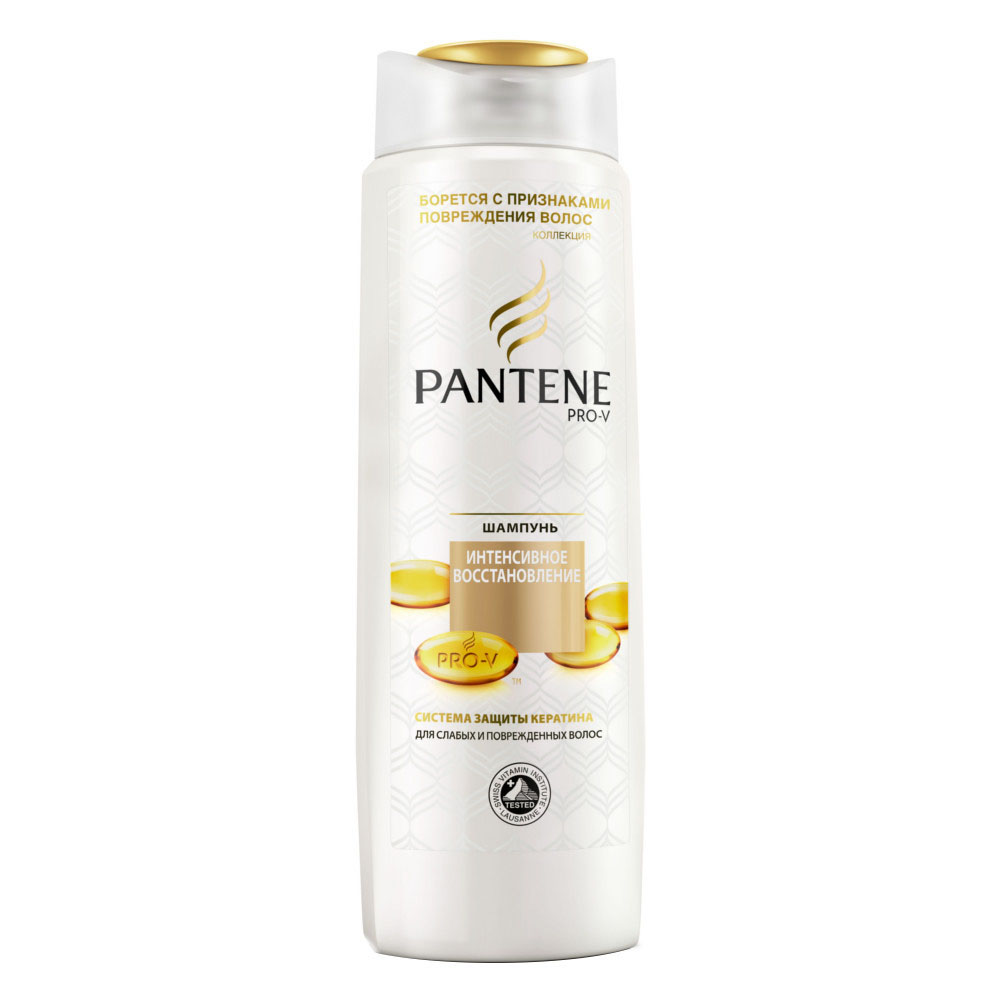 БОРЕТСЯ С ПРИЗНАКАМИ
ПОВРЕЖДЕНИЯ ВОЛОС
КОЛЛЕКЦИЯ
PANTENE
PRO-V
ШАМПУНЬ
ИНТЕНСИВНОЕ
ВОССТАНОВЛЕНИЕ
PRO-V
TM
СИСТЕМА ЗАЩИТЫ КЕРАТИНА
ДЛЯ СЛАБЫХ И ПОВРЕЖДЕННЫХ ВОЛОС
SWISS VITAMIN INSTITUTE
TESTED
· LAUSANNE ·